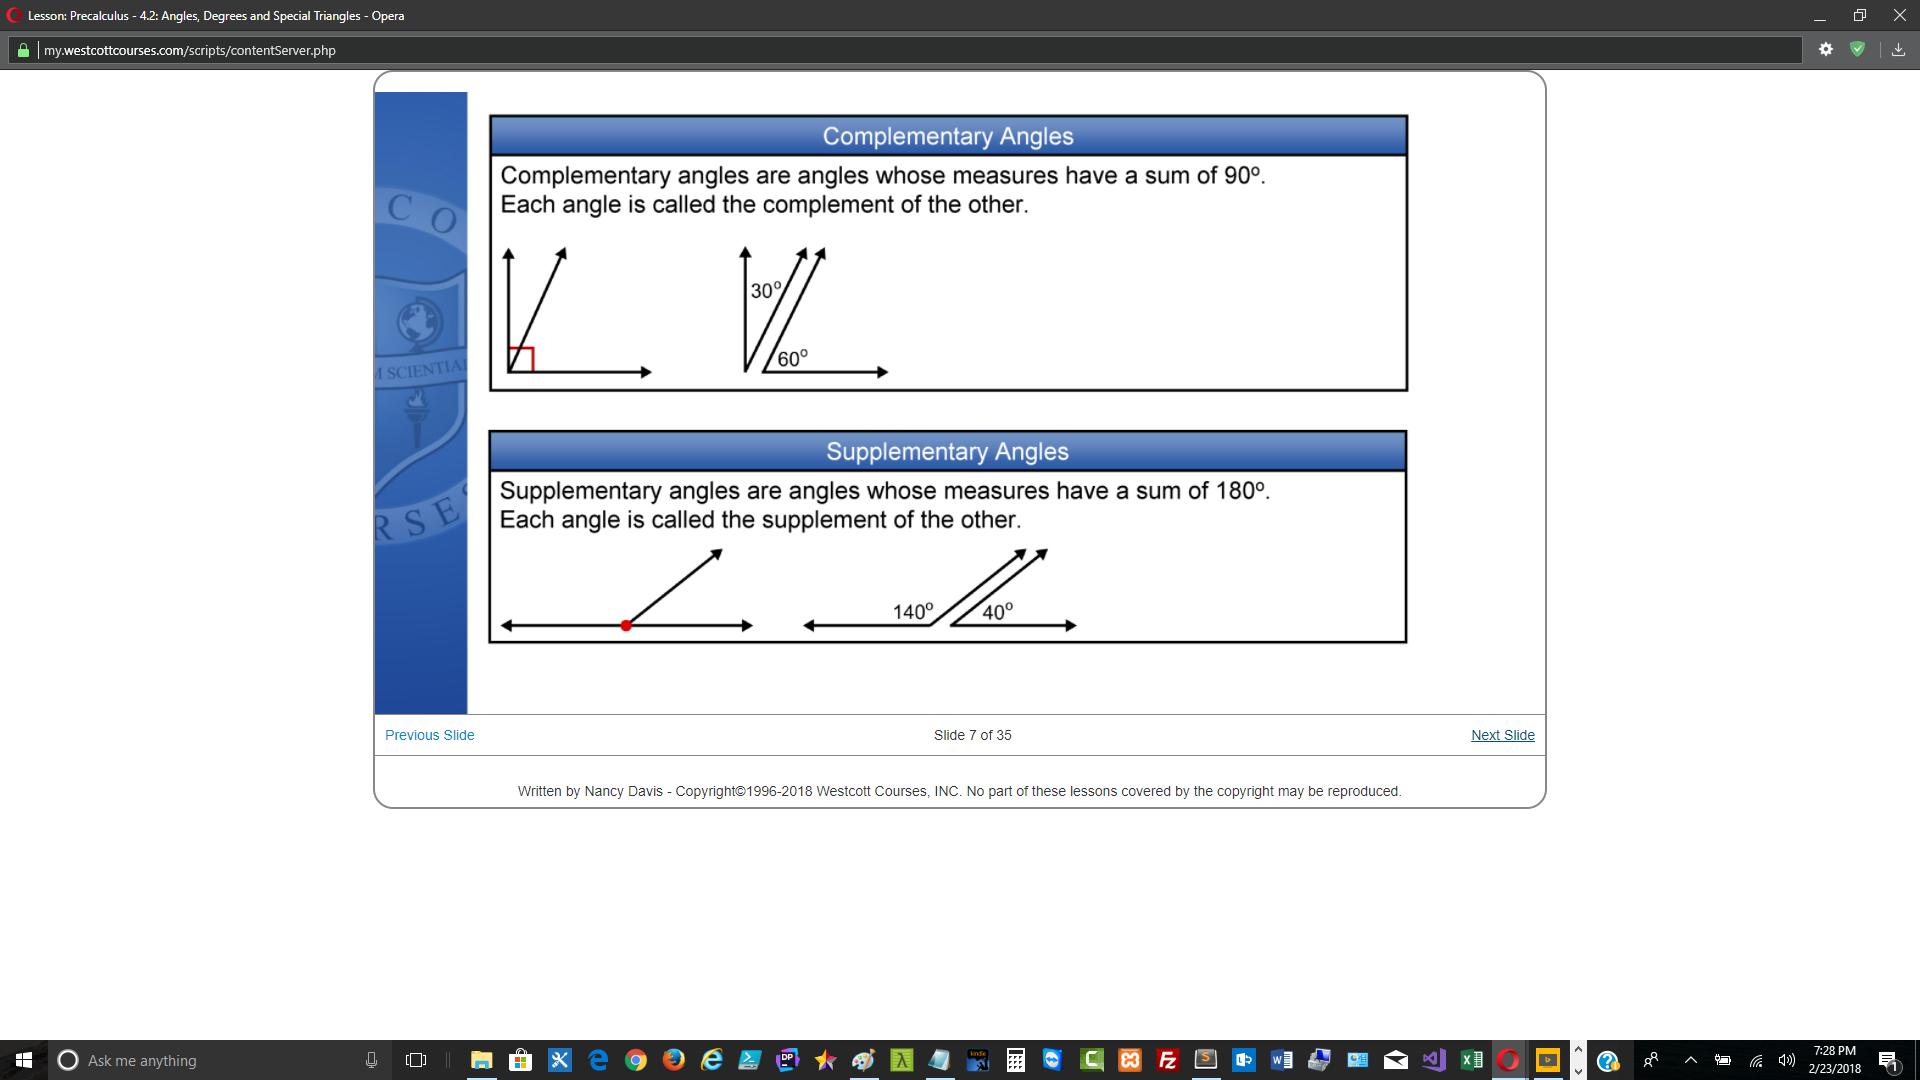 Lesson: Precalculus - 4.2: Angles, Degrees and Special Triangles - Opera
my.westcottcourses.com/scripts/contentServer.php
Complementary Angles
Complementary angles are angles whose measures have a sum of 90º.
Each angle is called the complement of the other.
30º
60º
Supplementary Angles
Supplementary angles are angles whose measures have a sum of 180º.
Each angle is called the supplement of the other.
140º 40º
C O
M SCIENTIA
R S E S
Previous Slide Slide 7 of 35 Next Slide
Written by Nancy Davis - Copyright©1996-2018 Westcott Courses, INC. No part of these lessons covered by the copyright may be reproduced.
Ask me anything
7:28 PM
2/23/2018
1